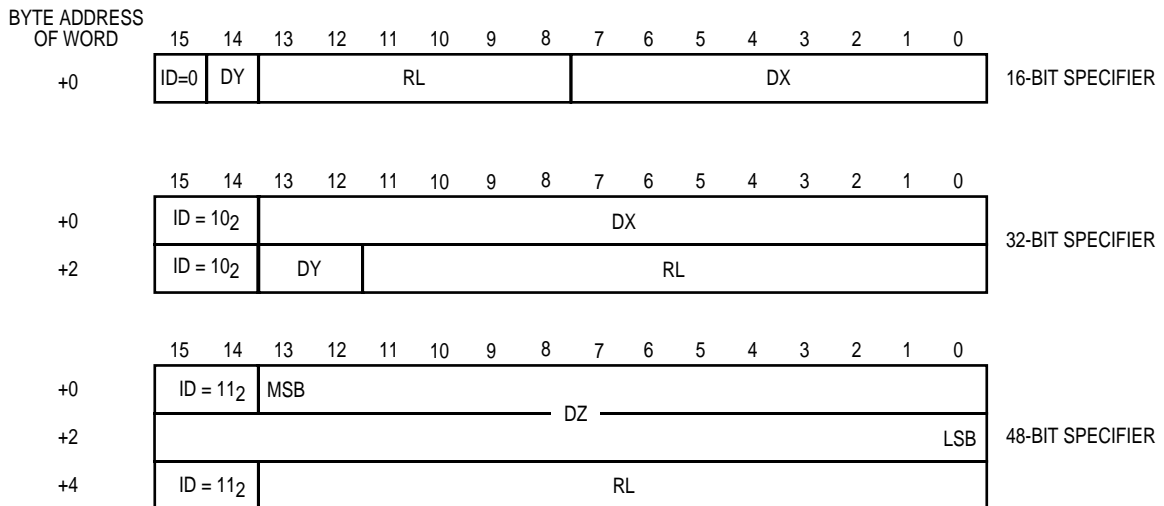 BYTE ADDRESS
OF WORD
15 14 13 12 11 10 9 8 7 6 5 4 3 2 1 0
+0 ID=0 DY RL DX 16-BIT SPECIFIER
15 14 13 12 11 10 9 8 7 6 5 4 3 2 1 0
+0 ID = 10₂ DX
32-BIT SPECIFIER
+2 ID = 10₂ DY RL
15 14 13 12 11 10 9 8 7 6 5 4 3 2 1 0
+0 ID = 11₂ MSB
DZ
+2 LSB 48-BIT SPECIFIER
+4 ID = 11₂ RL